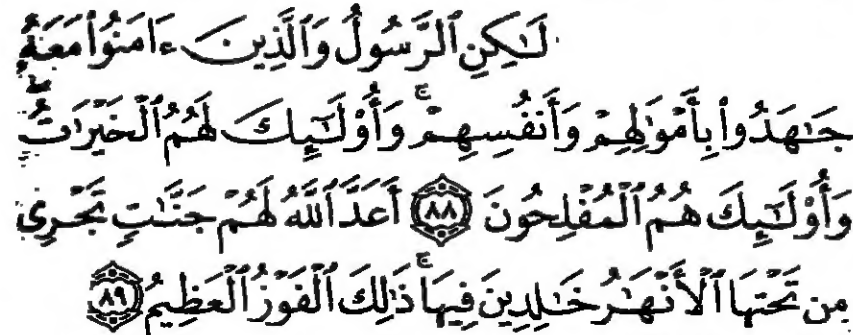 لَٰكِنِ ٱلرَّسُولُ وَٱلَّذِينَ ءَامَنُوا۟ مَعَهُۥ
جَٰهَدُوا۟ بِأَمْوَٰلِهِمْ وَأَنفُسِهِمْ ۚ وَأُو۟لَٰٓئِكَ لَهُمُ ٱلْخَيْرَٰتُ ۖ
وَأُو۟لَٰٓئِكَ هُمُ ٱلْمُفْلِحُونَ ٨٨ أَعَدَّ ٱللَّهُ لَهُمْ جَنَّٰتٍ تَجْرِى
مِن تَحْتِهَا ٱلْأَنْهَٰرُ خَٰلِدِينَ فِيهَا ۚ ذَٰلِكَ ٱلْفَوْزُ ٱلْعَظِيمُ ٨٩